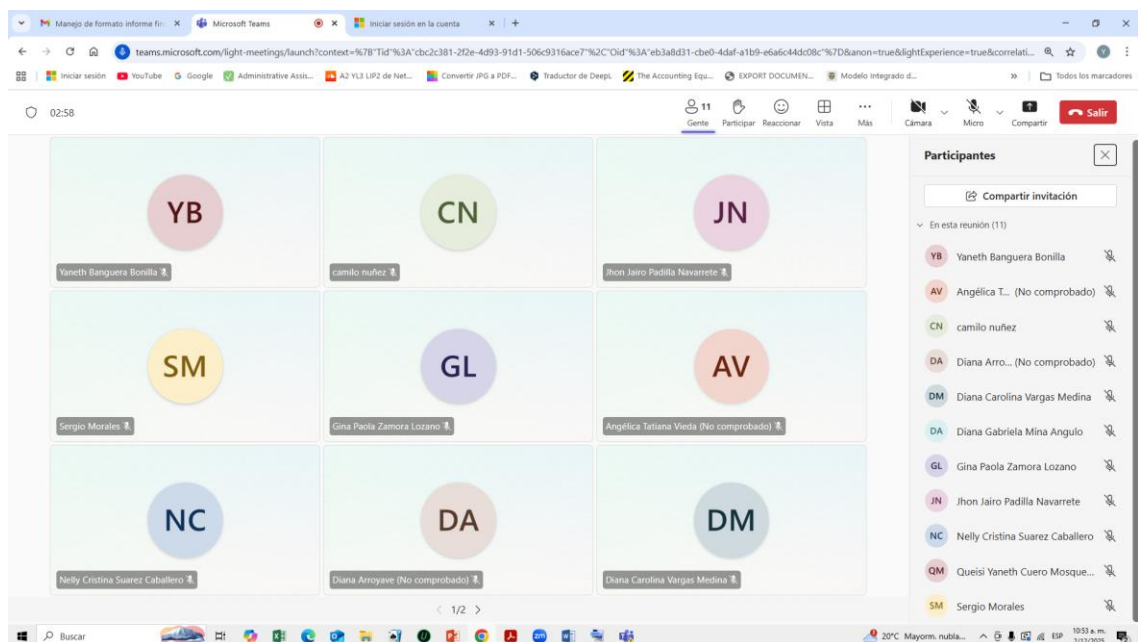 Manejo de formato informe fin
Microsoft Teams
Iniciar sesión en la cuenta
teams.microsoft.com/light-meetings/launch?context=%7B"Tid"%3A"cbc2c381-2f2e-4d93-91d1-506c9316ace7"%2C"Oid"%3A"eb3a8d31-cbe0-4daf-a1b9-e6a6c44dc08c"%7D&anon=true&lightExperience=true&correlati...
Iniciar sesión
YouTube
Google
Administrative Assis...
A2 YL3 LIP2 de Net...
Convertir JPG a PDF...
Traductor de DeepL
The Accounting Equ...
EXPORT DOCUMEN...
Modelo Integrado d...
Todos los marcadores
02:58
11
Gente
Participar
Reaccionar
Vista
Más
Cámara
Micro
Compartir
Salir
YB
Yaneth Banguera Bonilla
CN
camilo nuñez
JN
Jhon Jairo Padilla Navarrete
SM
Sergio Morales
GL
Gina Paola Zamora Lozano
AV
Angélica Tatiana Vieda (No comprobado)
NC
Nelly Cristina Suarez Caballero
DA
Diana Arroyave (No comprobado)
DM
Diana Carolina Vargas Medina
1/2
Participantes
Compartir invitación
En esta reunión (11)
YB Yaneth Banguera Bonilla
AV Angélica T... (No comprobado)
CN camilo nuñez
DA Diana Arro... (No comprobado)
DM Diana Carolina Vargas Medina
DA Diana Gabriela Mina Angulo
GL Gina Paola Zamora Lozano
JN Jhon Jairo Padilla Navarrete
NC Nelly Cristina Suarez Caballero
QM Queisi Yaneth Cuero Mosque...
SM Sergio Morales
Buscar
20°C Mayorm. nubla...
ESP
10:53 a. m.